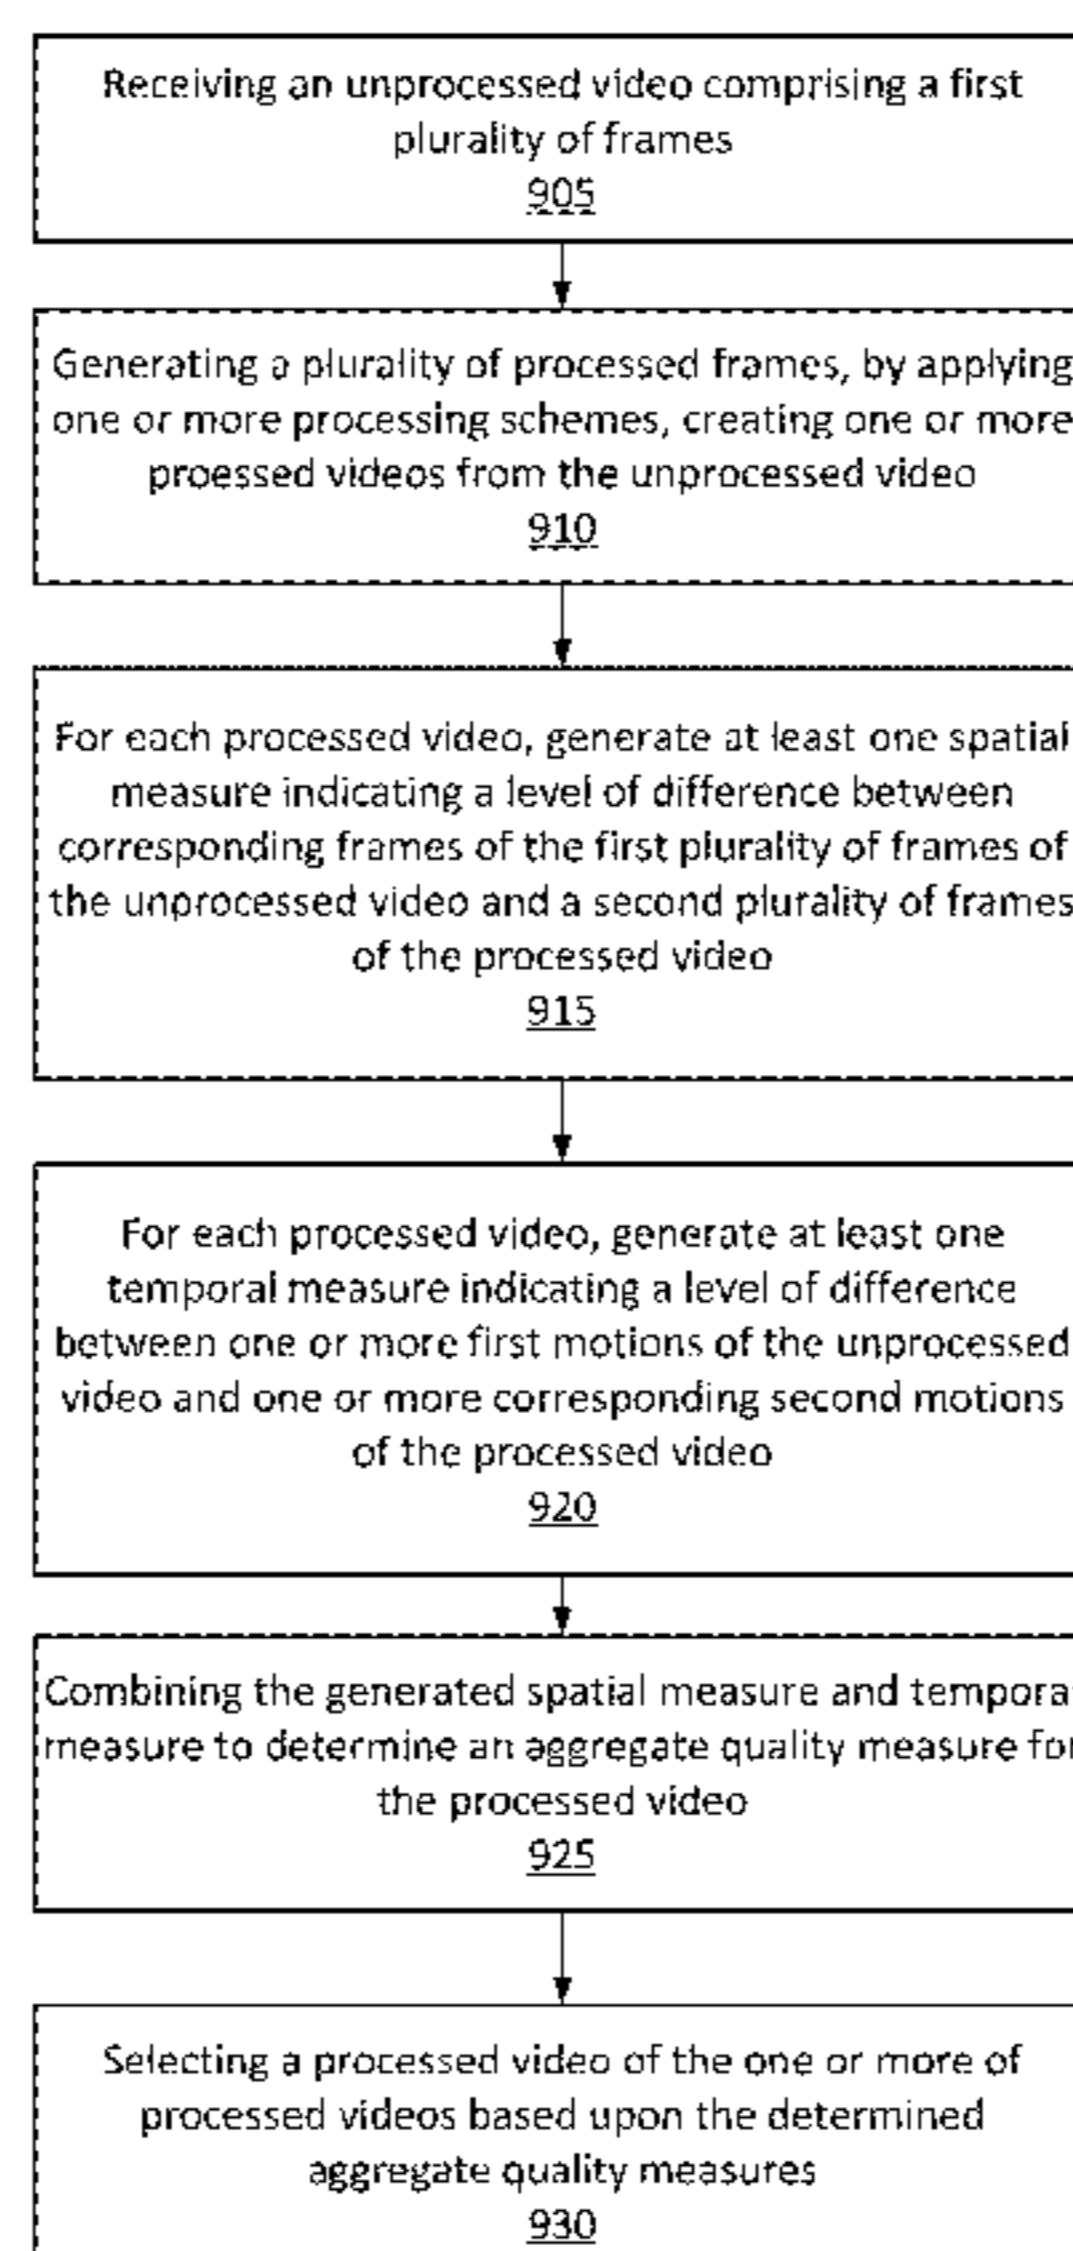 Receiving an unprocessed video comprising a first
plurality of frames
905
Generating a plurality of processed frames, by applying
one or more processing schemes, creating one or more
proessed videos from the unprocessed video
910
For each processed video, generate at least one spatial
measure indicating a level of difference between
corresponding frames of the first plurality of frames of
the unprocessed video and a second plurality of frames
of the processed video
915
For each processed video, generate at least one
temporal measure indicating a level of difference
between one or more first motions of the unprocessed
video and one or more corresponding second motions
of the processed video
920
Combining the generated spatial measure and tempora
measure to determine an aggregate quality measure for
the processed video
925
Selecting a processed video of the one or more of
processed videos based upon the determined
aggregate quality measures
930